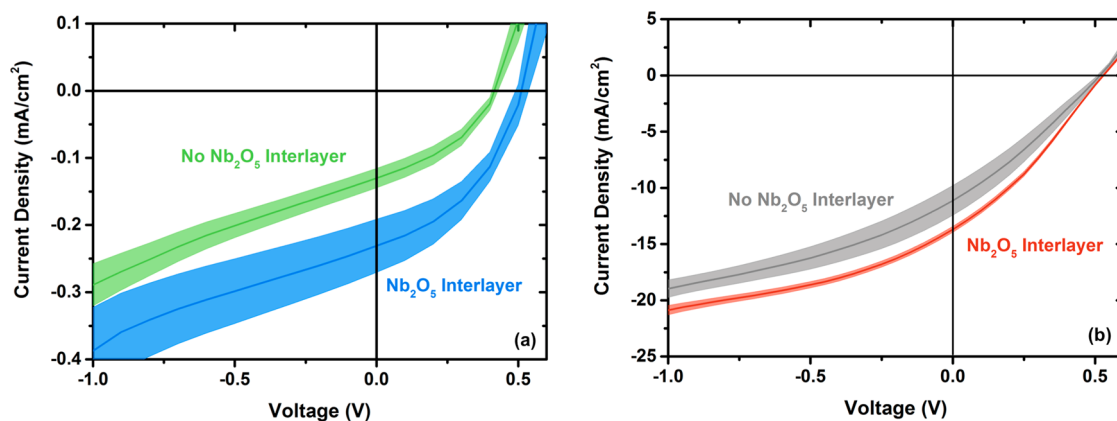 0.1
0.0
-0.1
-0.2
-0.3
-0.4
Current Density (mA/cm²)
No Nb₂O₅ Interlayer
Nb₂O₅ Interlayer
(a)
-1.0
-0.5
0.0
0.5
Voltage (V)
5
0
-5
-10
-15
-20
-25
Current Density (mA/cm²)
No Nb₂O₅ Interlayer
Nb₂O₅ Interlayer
(b)
-1.0
-0.5
0.0
0.5
Voltage (V)